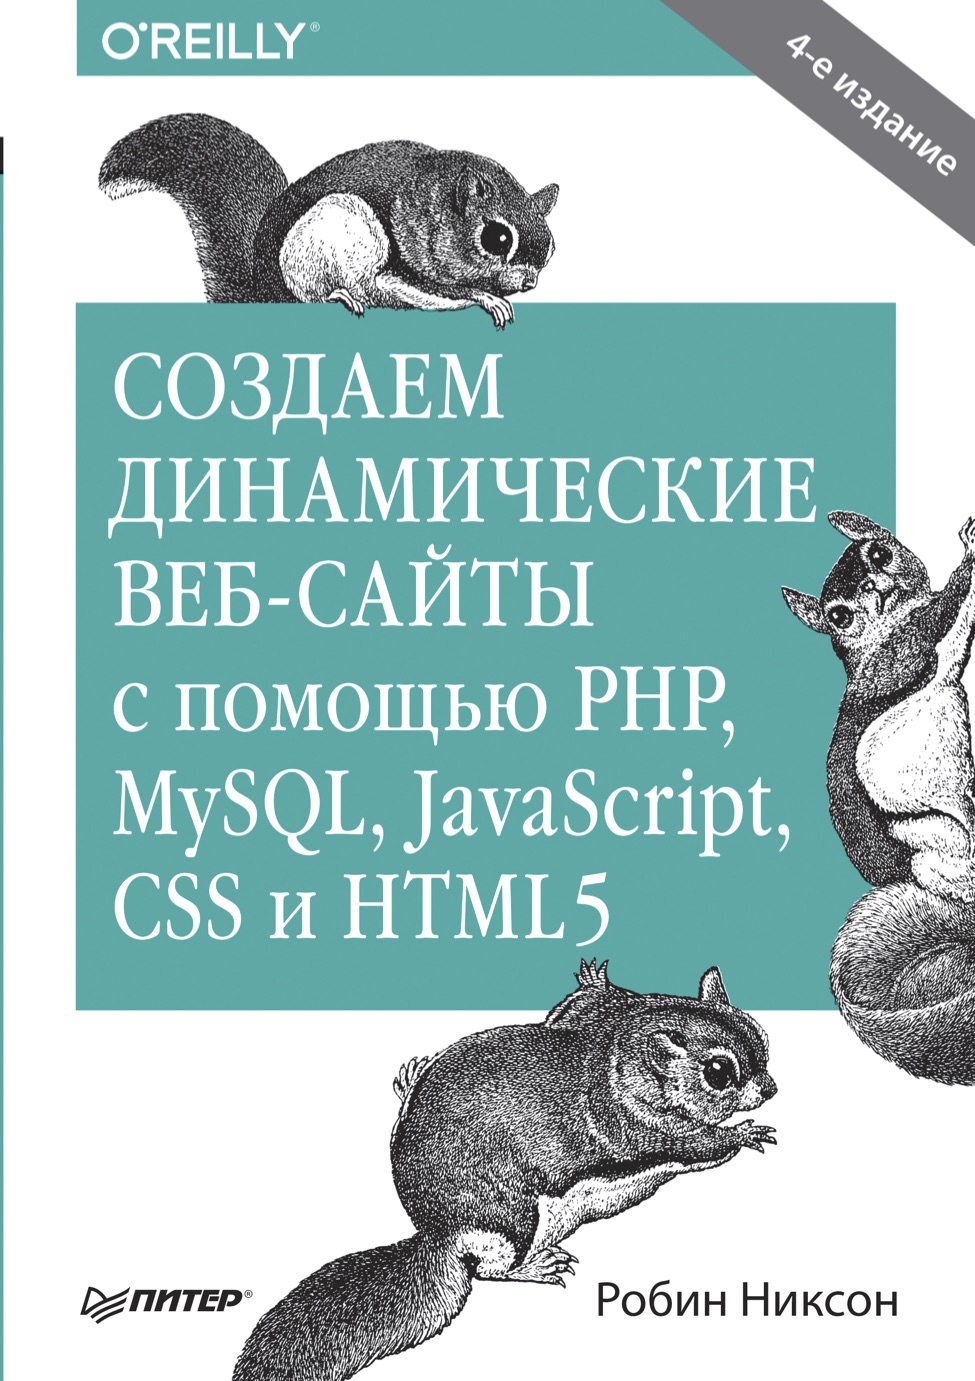 O'REILLY®
4-е издание
СОЗДАЕМ
ДИНАМИЧЕСКИЕ
ВЕБ-САЙТЫ
с помощью PHP,
MySQL, JavaScript,
CSS и HTML5
ПИТЕР®
Робин Никсон